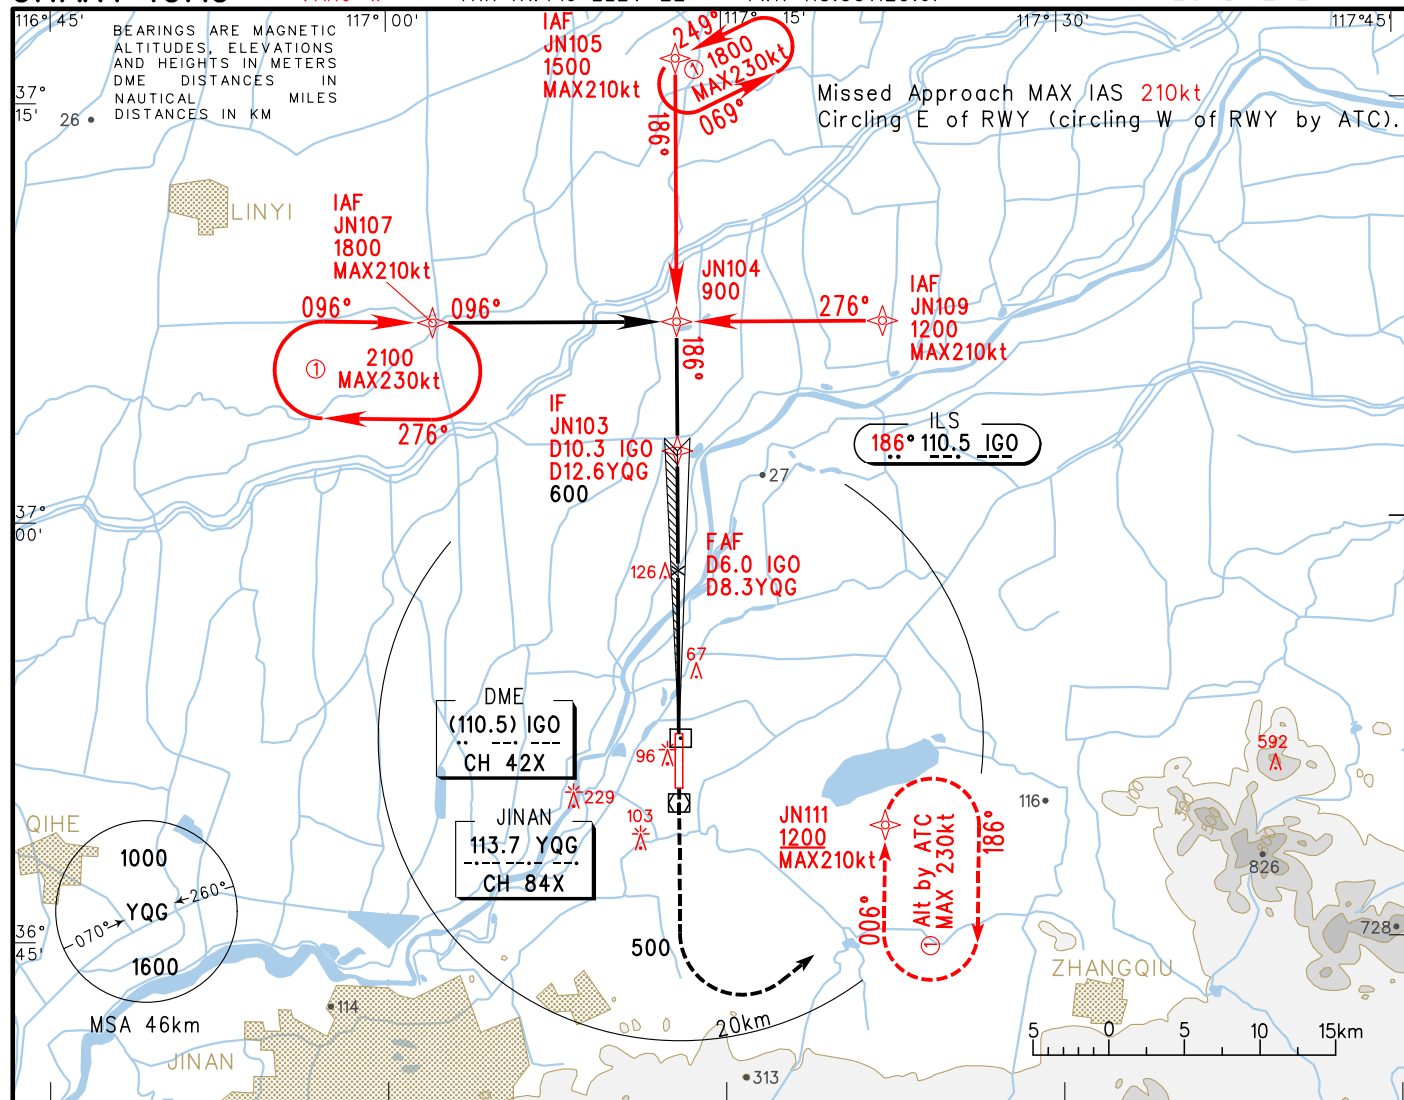 116°45'
117°00'
117°15'
117°30'
117°45'
BEARINGS ARE MAGNETIC
ALTITUDES, ELEVATIONS
AND HEIGHTS IN METERS
DME DISTANCES IN
NAUTICAL MILES
DISTANCES IN KM
37°
15'
26
IAF
JN105
1500
MAX210kt
249°
① 1800
MAX230kt
069°
186°
Missed Approach MAX IAS 210kt
Circling E of RWY (circling W of RWY by ATC).
LINYI
IAF
JN107
1800
MAX210kt
096°
096°
① 2100
MAX230kt
276°
JN104
900
276°
IAF
JN109
1200
MAX210kt
186°
IF
JN103
D10.3 IGO
D12.6YQG
600
ILS
186° 110.5 IGO
27
37°
00'
FAF
D6.0 IGO
D8.3YQG
126
67
DME
(110.5) IGO
CH 42X
96
229
103
JINAN
113.7 YQG
CH 84X
JN111
1200
MAX210kt
006°
① Alt by ATC
MAX 230kt
186°
116
592
500
826
728
QIHE
1000
YQG
070°
260°
1600
MSA 46km
36°
45'
500
20km
114
JINAN
313
ZHANGQIU
5 0 5 10 15km